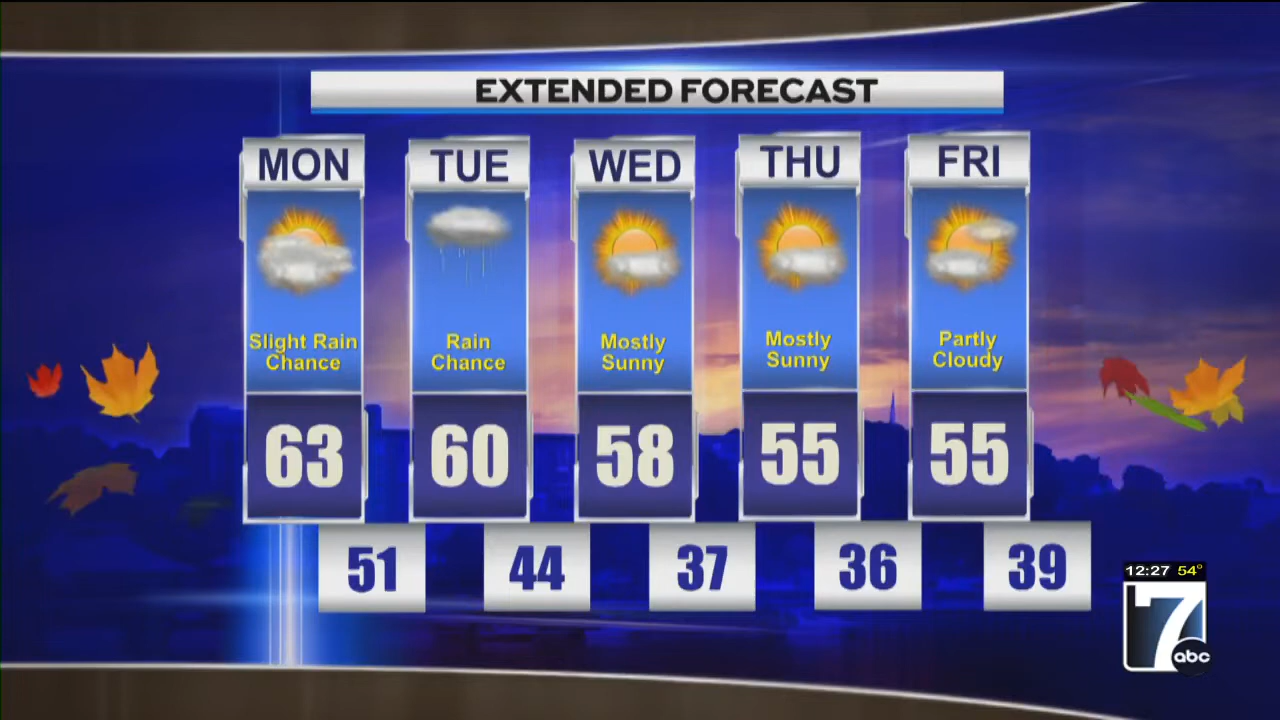 EXTENDED FORECAST
MON TUE WED THU FRI
Slight Rain
Chance
Rain
Chance
Mostly
Sunny
Mostly
Sunny
Partly
Cloudy
63 60 58 55 55
51 44 37 36 39
12:27 54°
7
abc